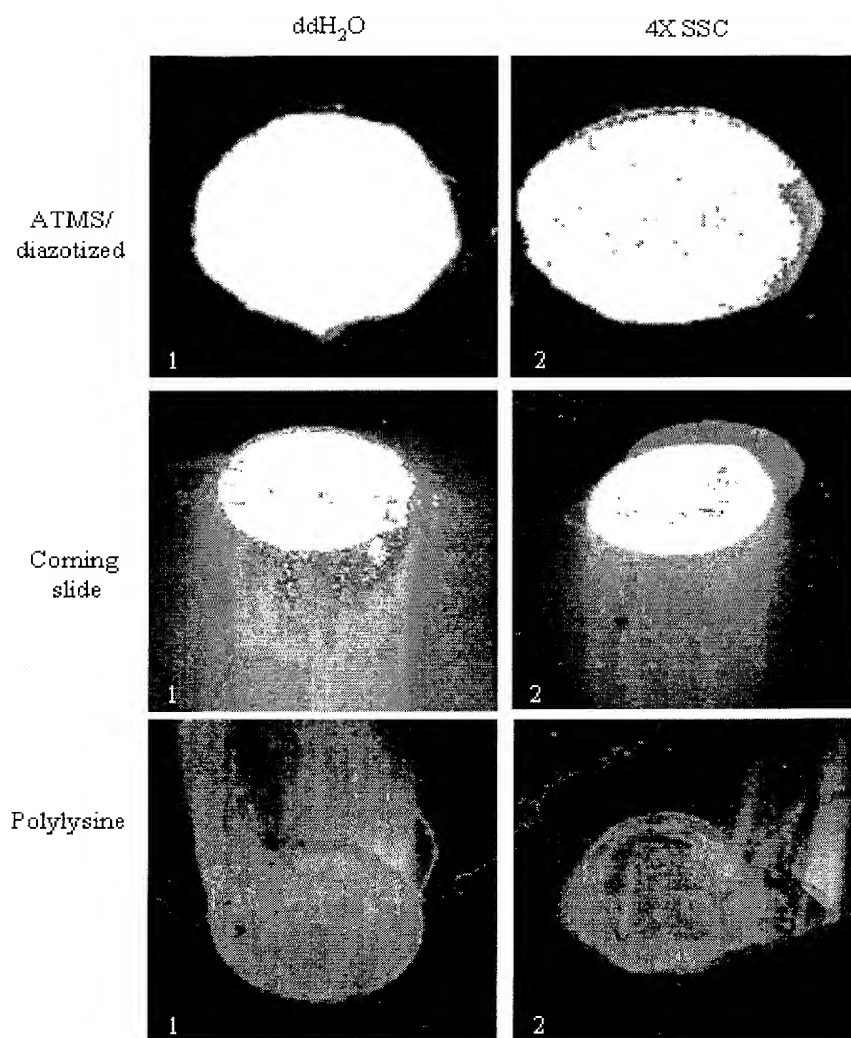 ddH₂O 4X SSC
ATMS/
diazotized
1 2
Corning
slide
1 2
Polylysine
1 2